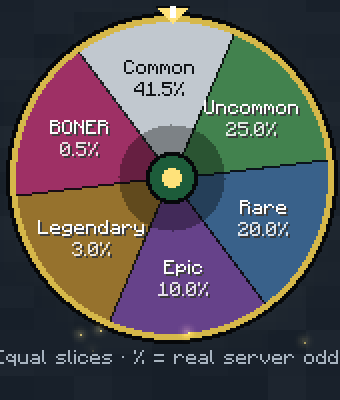 Common
41.5%
Uncommon
25.0%
BONER
0.5%
Rare
20.0%
Legendary
3.0%
Epic
10.0%
Equal slices · % = real server odd